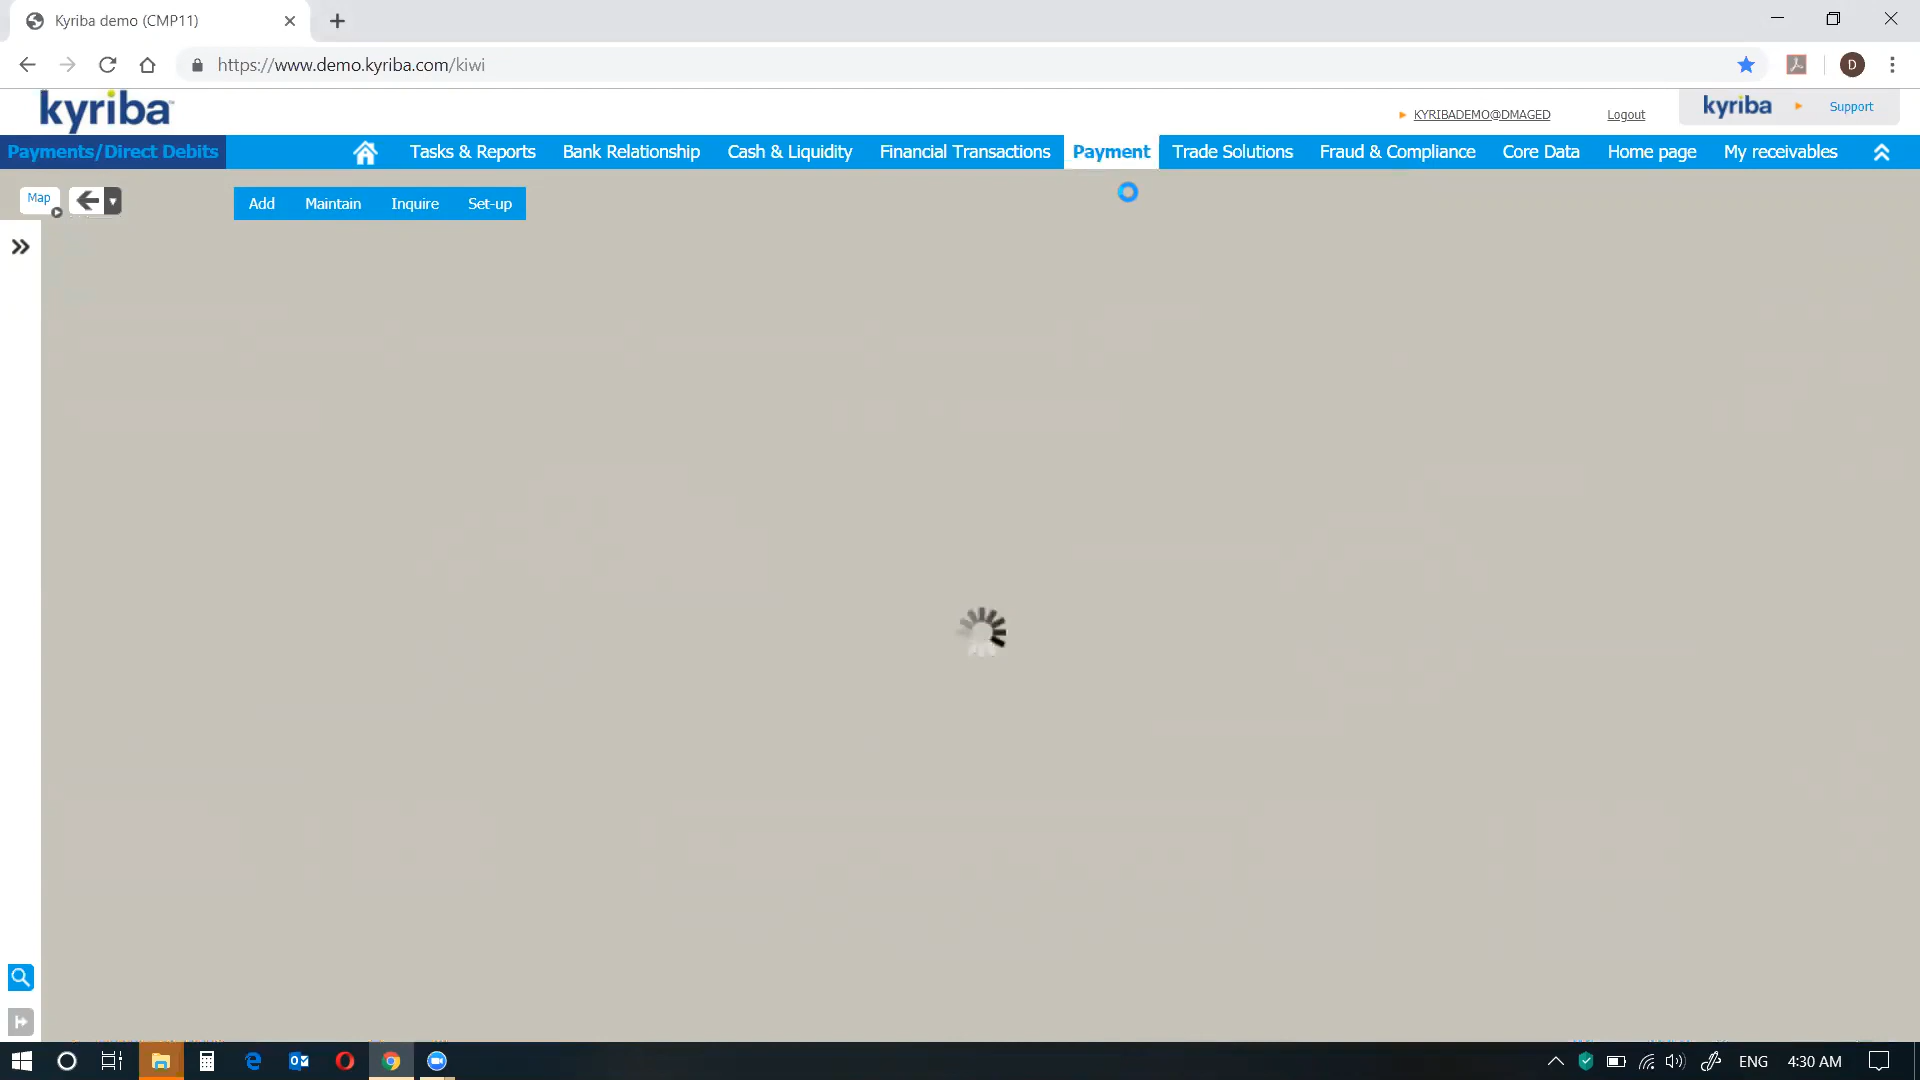 Kyriba demo (CMP11)
https://www.demo.kyriba.com/kiwi
D
kyriba
KYRIBADEMO@DMAGED
Logout
kyriba
Support
Payments/Direct Debits
Tasks & Reports
Bank Relationship
Cash & Liquidity
Financial Transactions
Payment
Trade Solutions
Fraud & Compliance
Core Data
Home page
My receivables
Map
Add
Maintain
Inquire
Set-up
ENG
4:30 AM